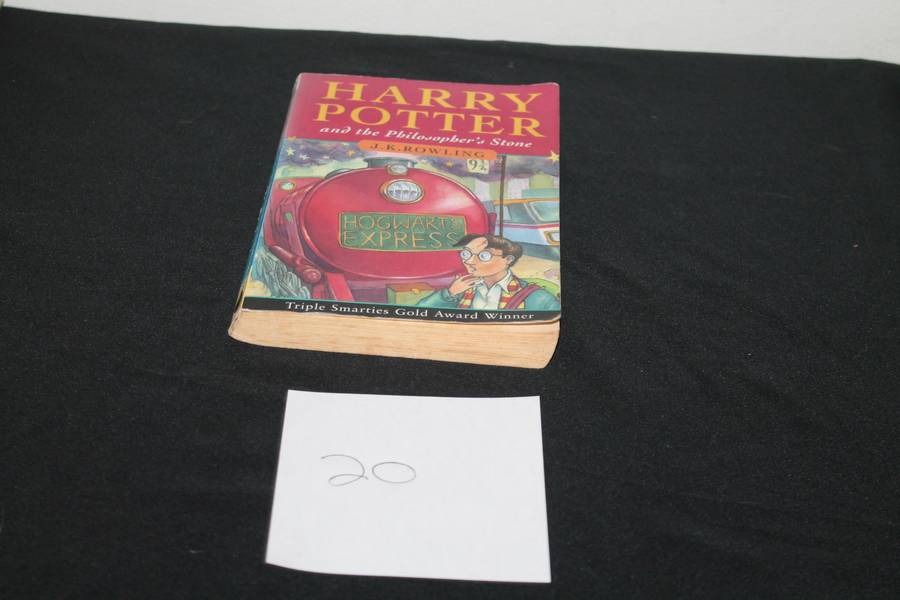 HARRY
POTTER
and the Philosopher's Stone
J.K.ROWLING
9¾
HOGWARTS
EXPRESS
Triple Smarties Gold Award Winner
20